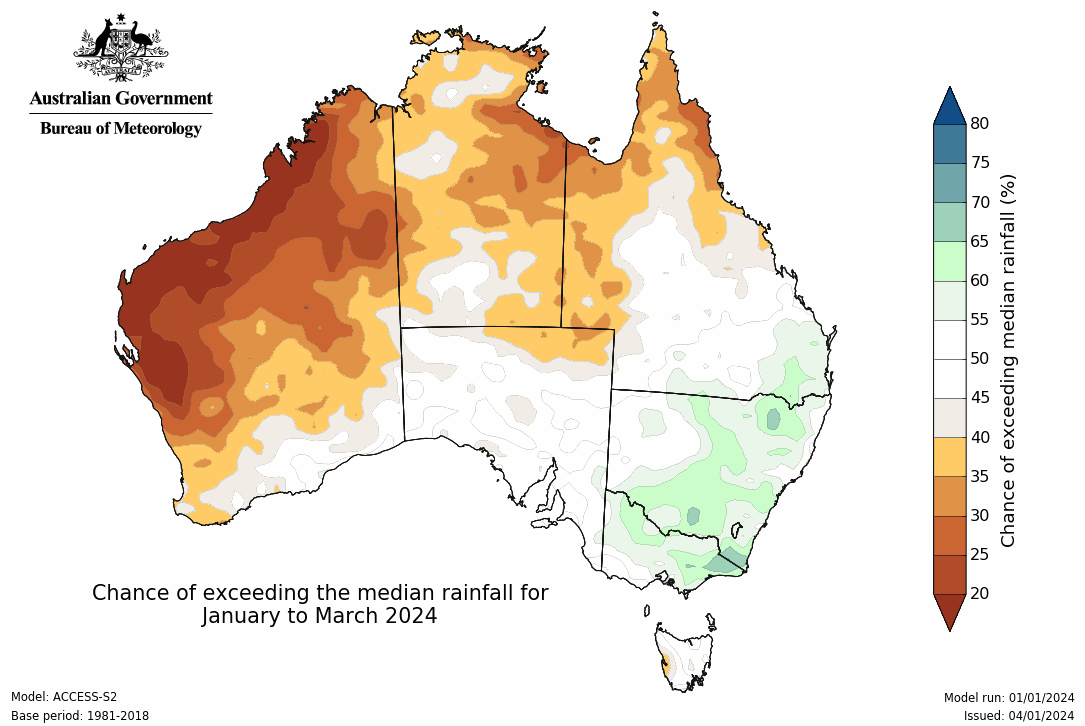 Australian Government
Bureau of Meteorology
80
75
70
65
60
55
50
45
40
35
30
25
20
Chance of exceeding median rainfall (%)
Chance of exceeding the median rainfall for
January to March 2024
Model: ACCESS-S2
Base period: 1981-2018
Model run: 01/01/2024
Issued: 04/01/2024